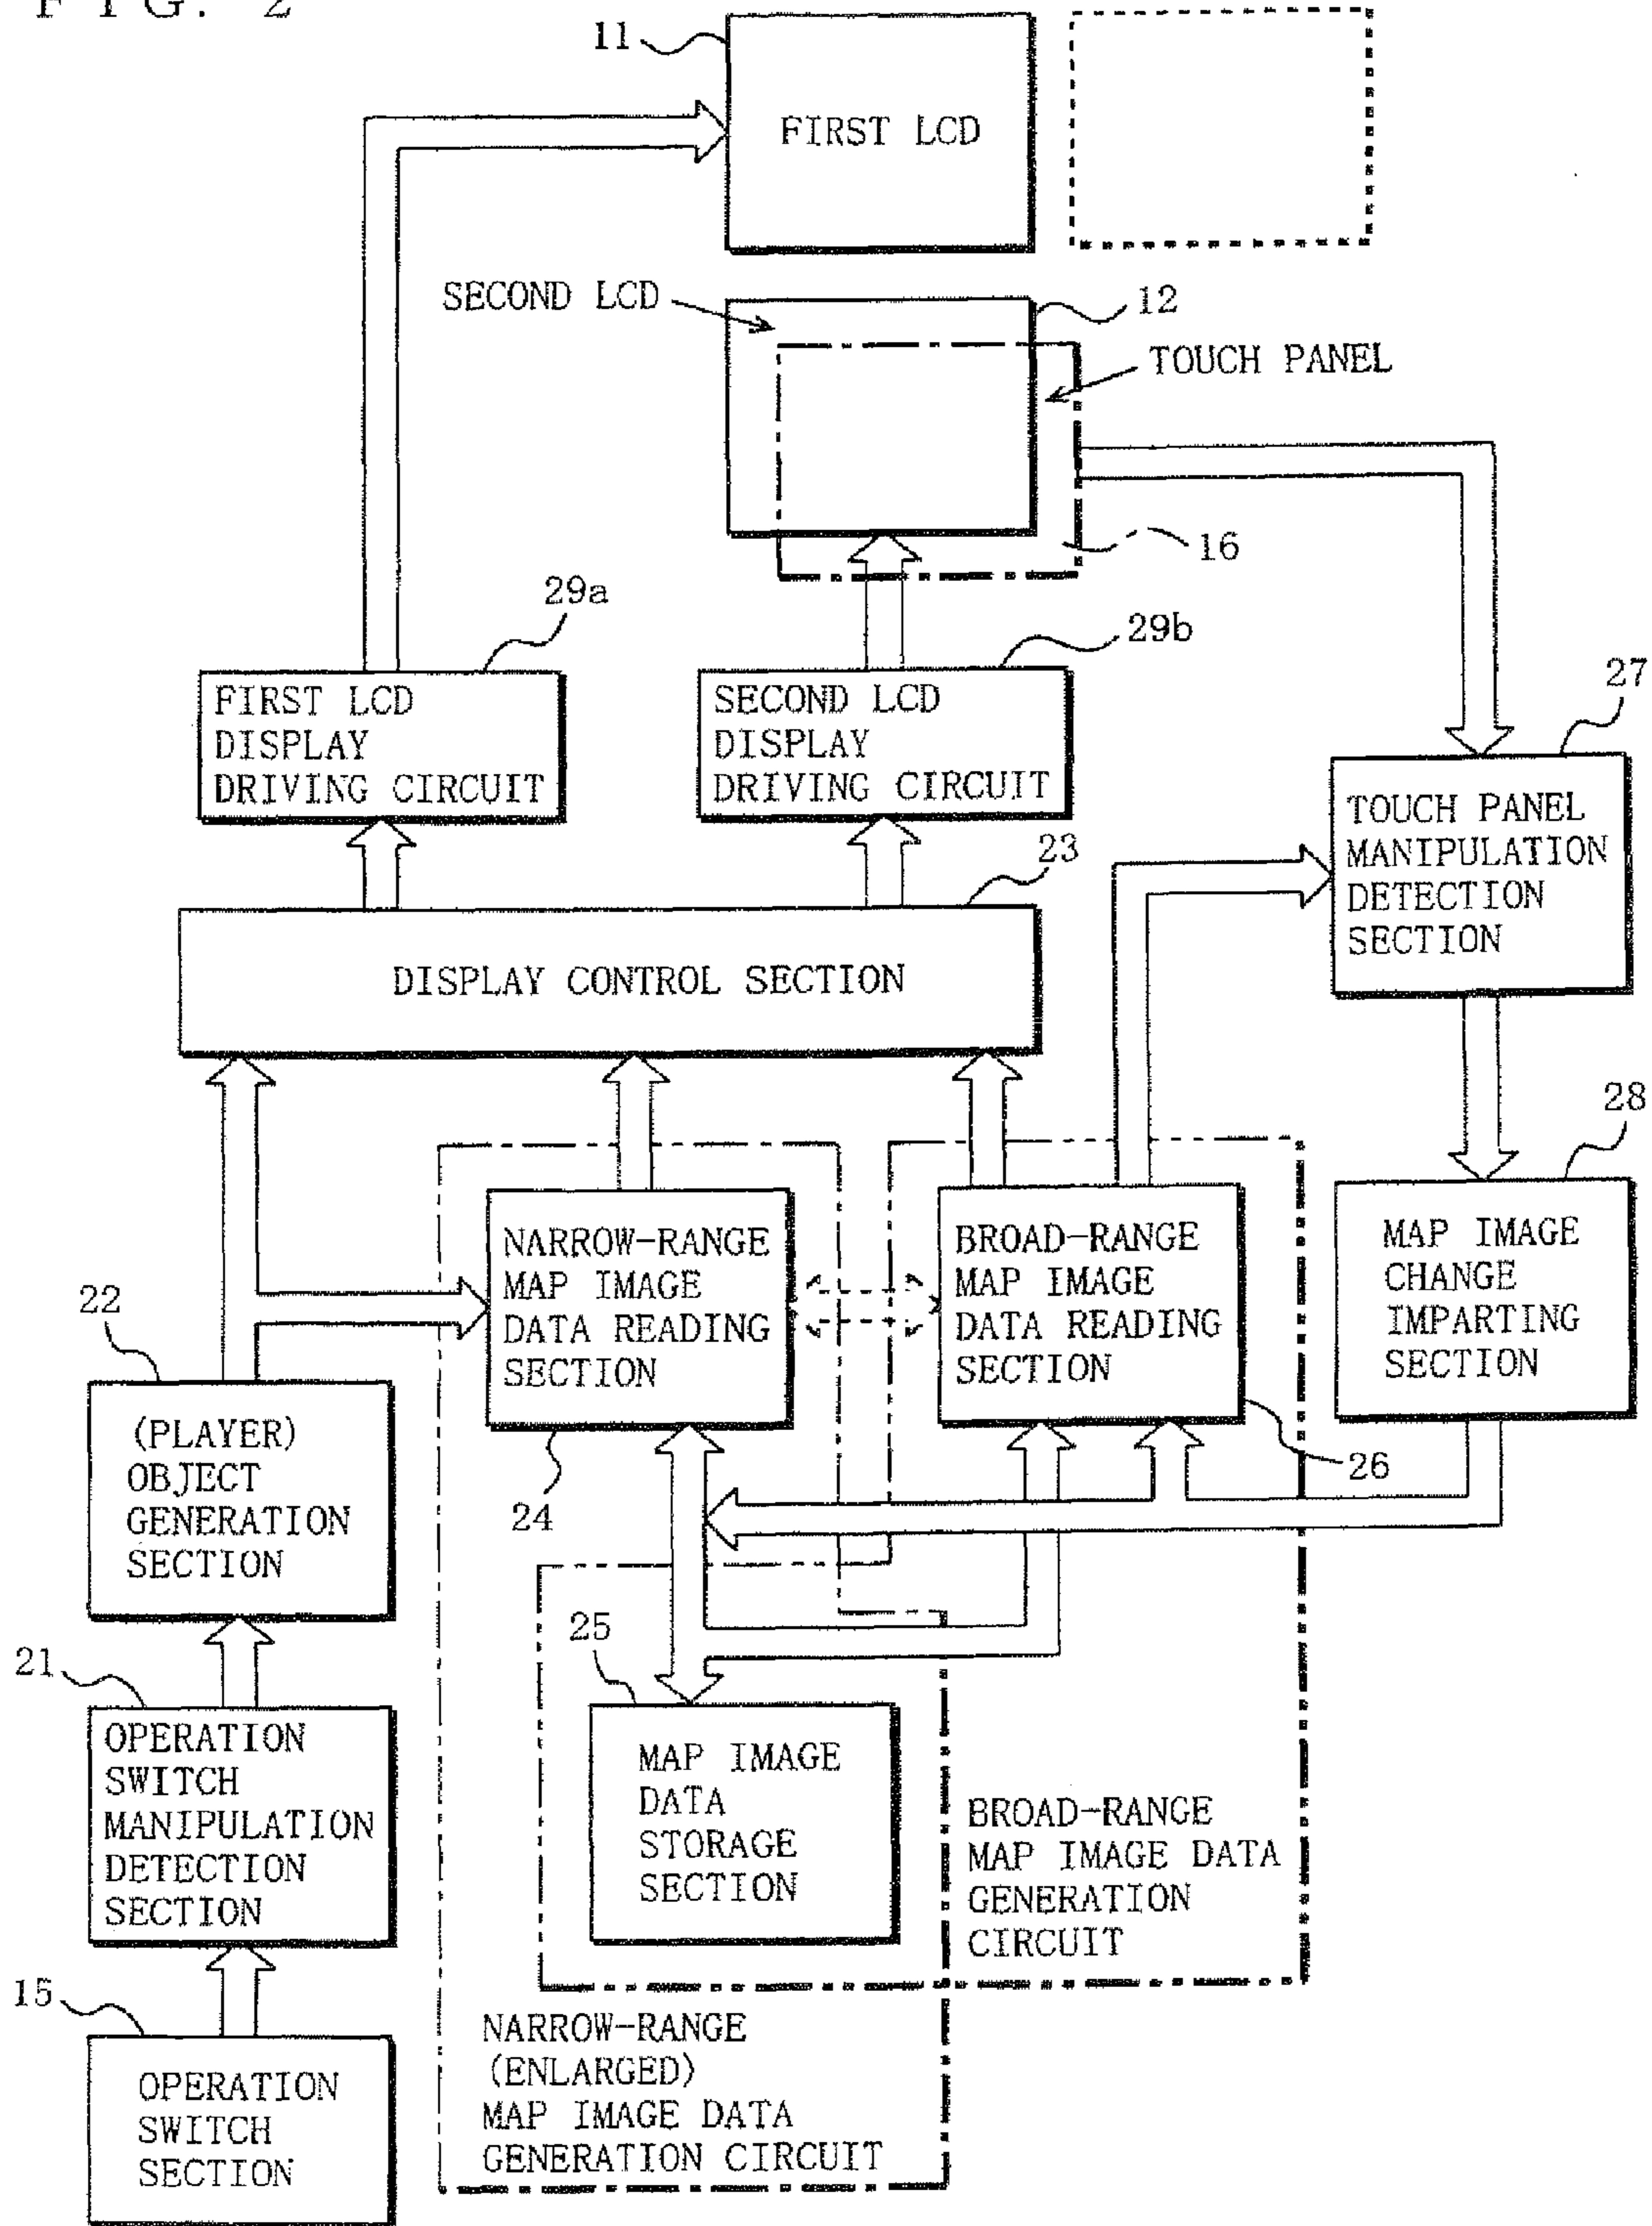 FIG. 2
11
FIRST LCD
SECOND LCD
12
TOUCH PANEL
16
29a
29b
27
FIRST LCD
DISPLAY
DRIVING CIRCUIT
SECOND LCD
DISPLAY
DRIVING CIRCUIT
TOUCH PANEL
MANIPULATION
DETECTION
SECTION
23
DISPLAY CONTROL SECTION
28
NARROW-RANGE
MAP IMAGE
DATA READING
SECTION
24
BROAD-RANGE
MAP IMAGE
DATA READING
SECTION
26
MAP IMAGE
CHANGE
IMPARTING
SECTION
22
(PLAYER)
OBJECT
GENERATION
SECTION
21
OPERATION
SWITCH
MANIPULATION
DETECTION
SECTION
25
MAP IMAGE
DATA
STORAGE
SECTION
BROAD-RANGE
MAP IMAGE DATA
GENERATION
CIRCUIT
15
OPERATION
SWITCH
SECTION
NARROW-RANGE
(ENLARGED)
MAP IMAGE DATA
GENERATION CIRCUIT